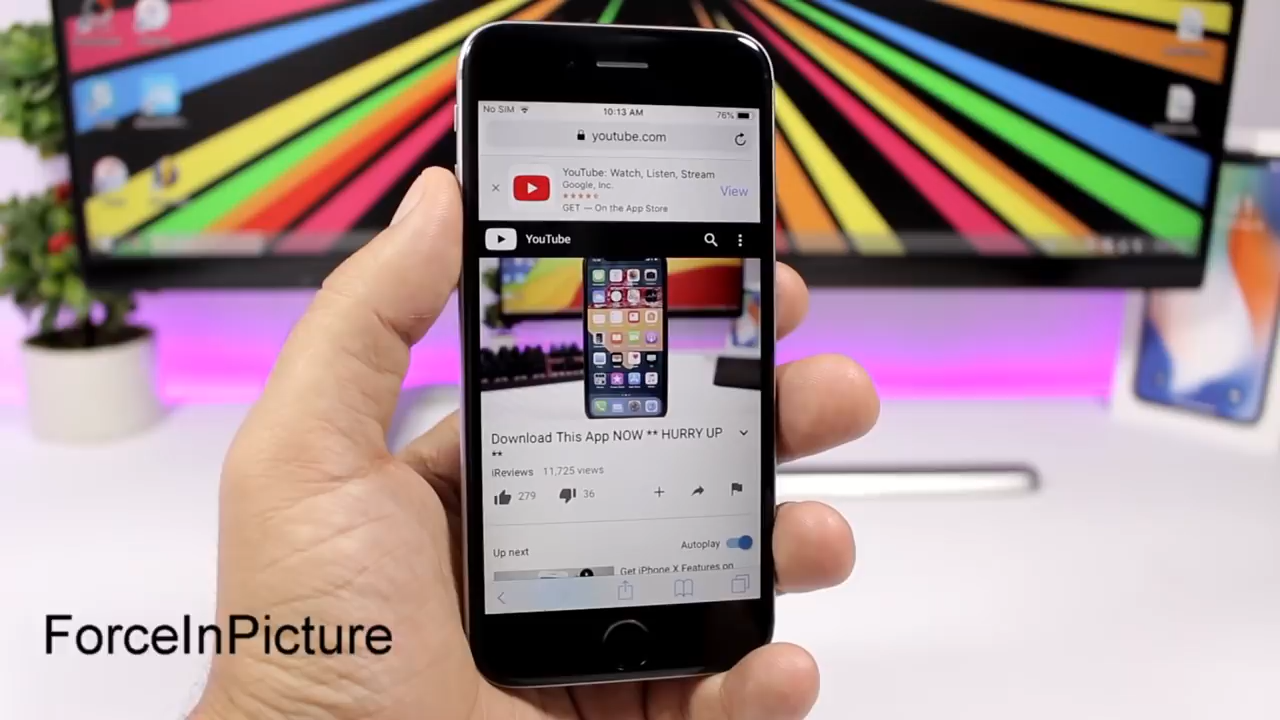 No SIM 10:13 AM 76%
youtube.com
YouTube: Watch, Listen, Stream
Google, Inc.
View
GET — On the App Store
YouTube
Download This App NOW ** HURRY UP
**
iReviews 11,725 views
279 36
Up next Autoplay
Get iPhone X Features on
ForceInPicture